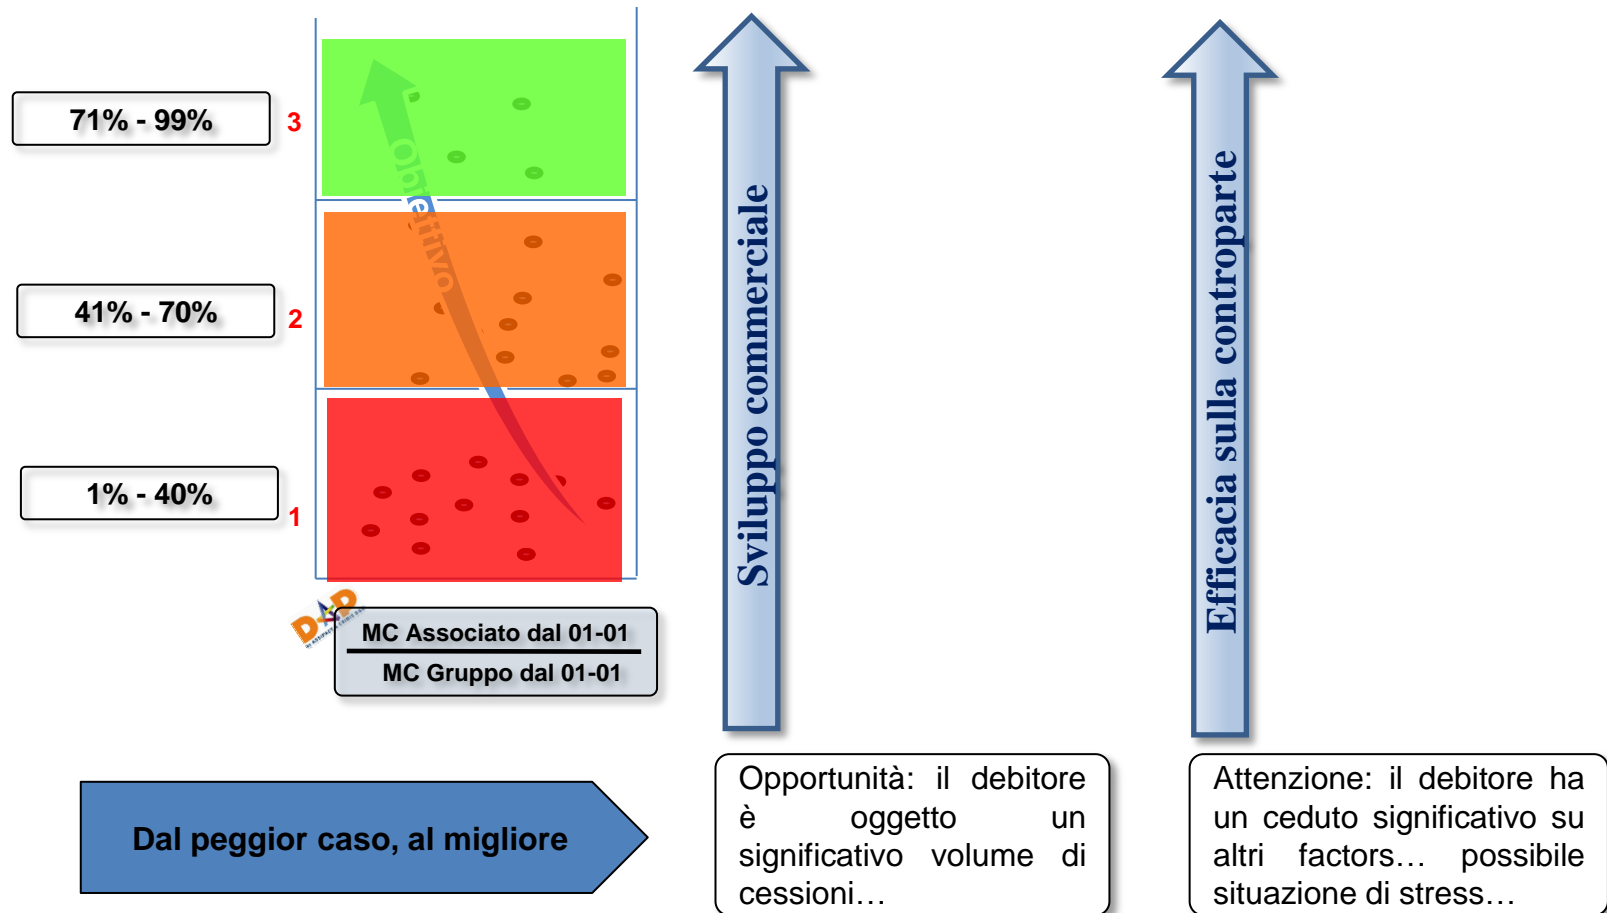 71% - 99%
3
Obiettivo
41% - 70%
2
1% - 40%
1
DAD
MC Associato dal 01-01
MC Gruppo dal 01-01
Sviluppo commerciale
Efficacia sulla controparte
Dal peggior caso, al migliore
Opportunità: il debitore
è oggetto un
significativo volume di
cessioni…
Attenzione: il debitore ha
un ceduto significativo su
altri factors… possibile
situazione di stress…